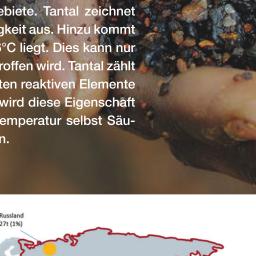 ebiete. Tantal zeichnet
gkeit aus. Hinzu kommt
°C liegt. Dies kann nur
roffen wird. Tantal zählt
ten reaktiven Elemente
wird diese Eigenschaft
emperatur selbst Säu-
n.
Russland
27t (1%)